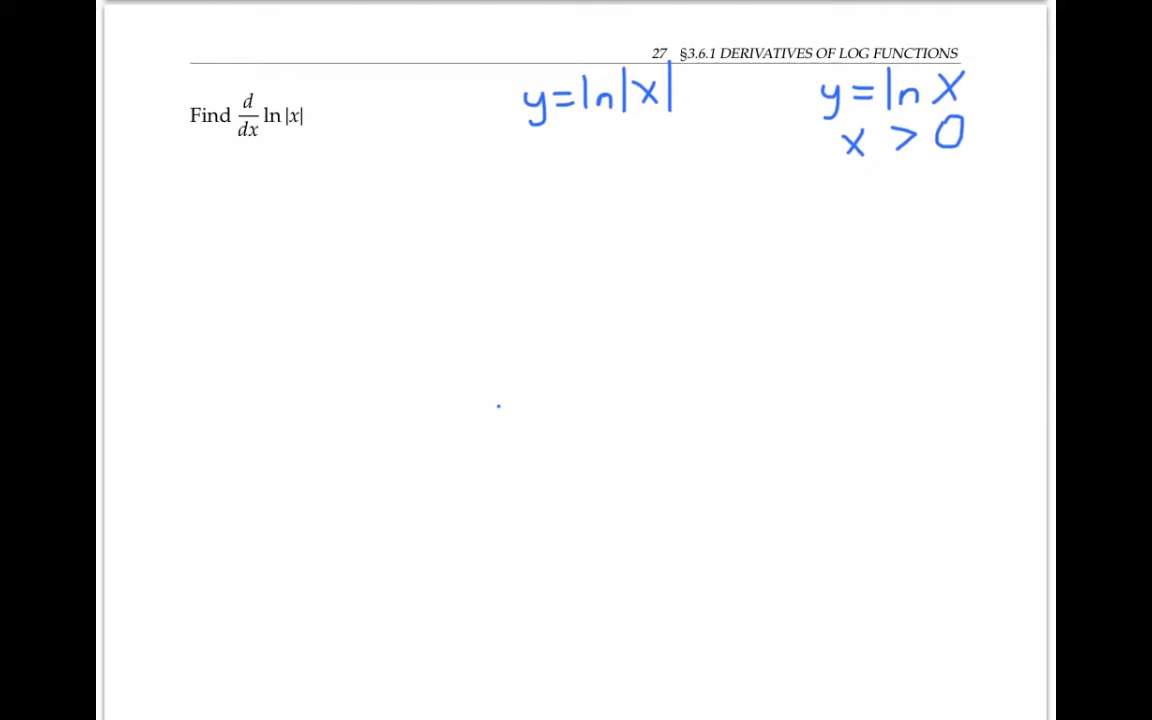 27 §3.6.1 DERIVATIVES OF LOG FUNCTIONS
Find d/dx ln|x|
y=ln|x|
y=ln x
x > 0